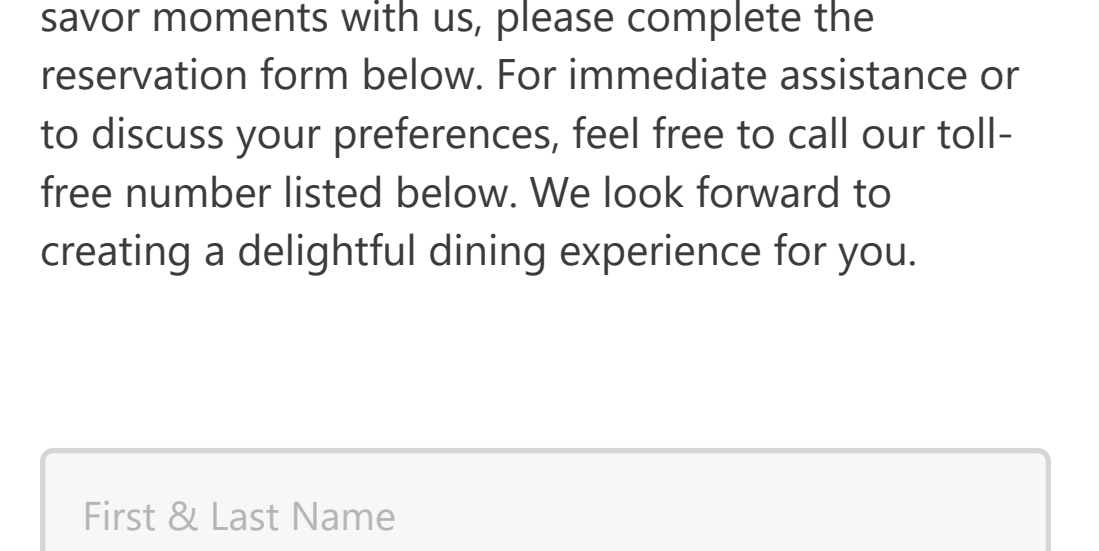 savor moments with us, please complete the
reservation form below. For immediate assistance or
to discuss your preferences, feel free to call our toll-
free number listed below. We look forward to
creating a delightful dining experience for you.
First & Last Name